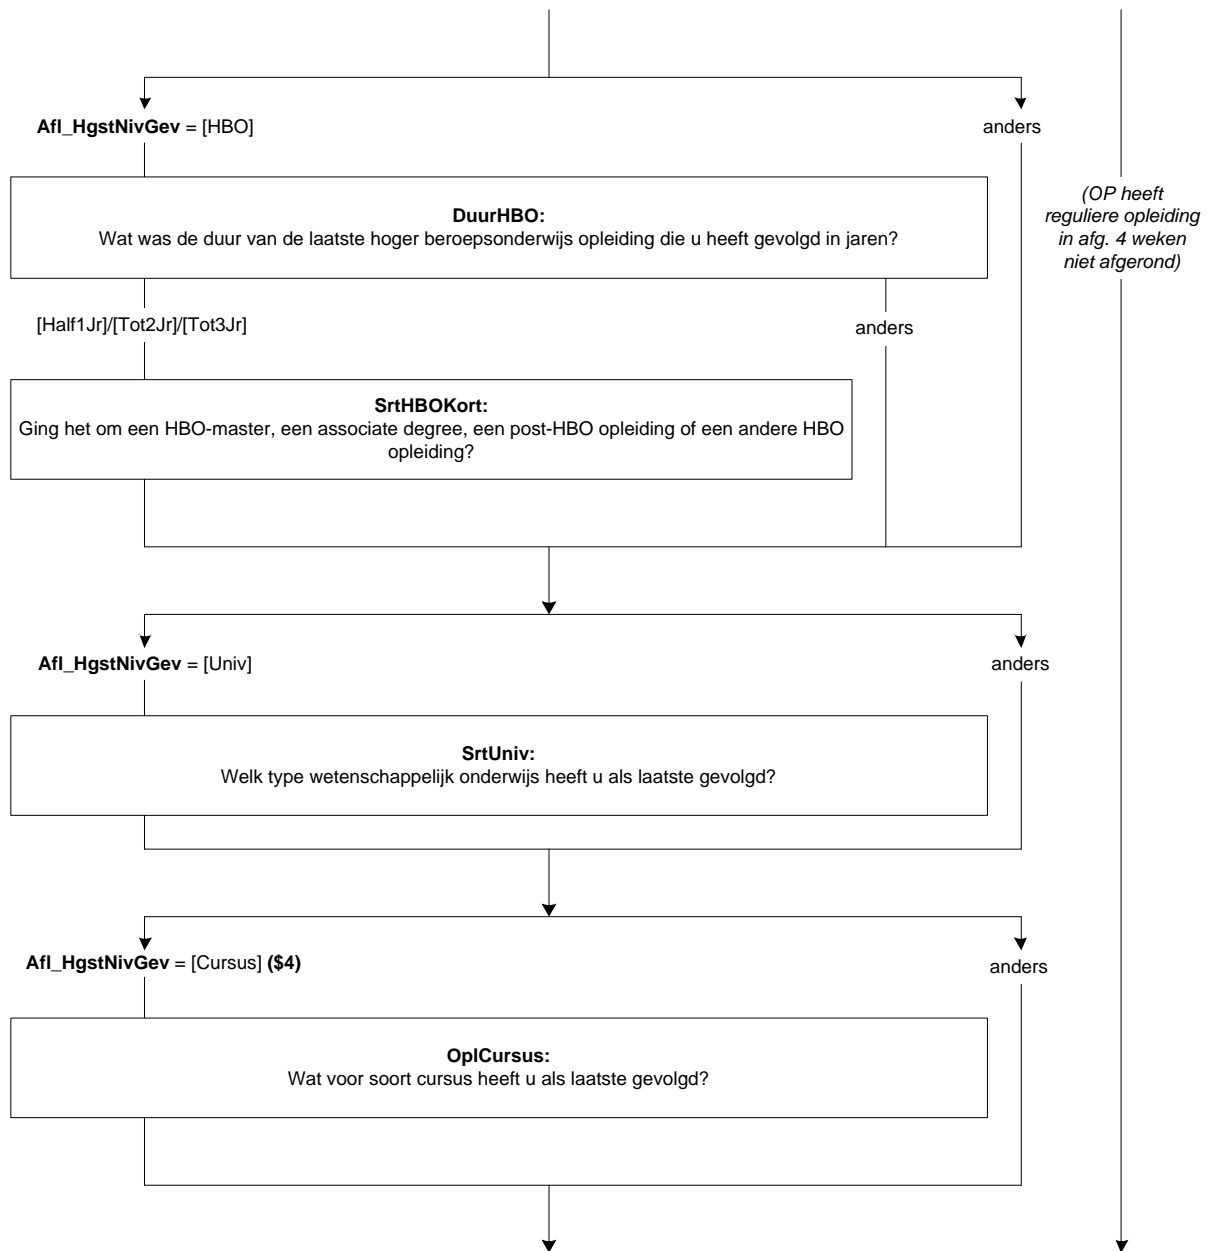 Afl_HgstNivGev = [HBO]
anders
DuurHBO:
Wat was de duur van de laatste hoger beroepsonderwijs opleiding die u heeft gevolgd in jaren?
(OP heeft
reguliere opleiding
in afg. 4 weken
niet afgerond)
[Half1Jr]/[Tot2Jr]/[Tot3Jr]
anders
SrtHBOKort:
Ging het om een HBO-master, een associate degree, een post-HBO opleiding of een andere HBO
opleiding?
Afl_HgstNivGev = [Univ]
anders
SrtUniv:
Welk type wetenschappelijk onderwijs heeft u als laatste gevolgd?
Afl_HgstNivGev = [Cursus] ($4)
anders
OplCursus:
Wat voor soort cursus heeft u als laatste gevolgd?